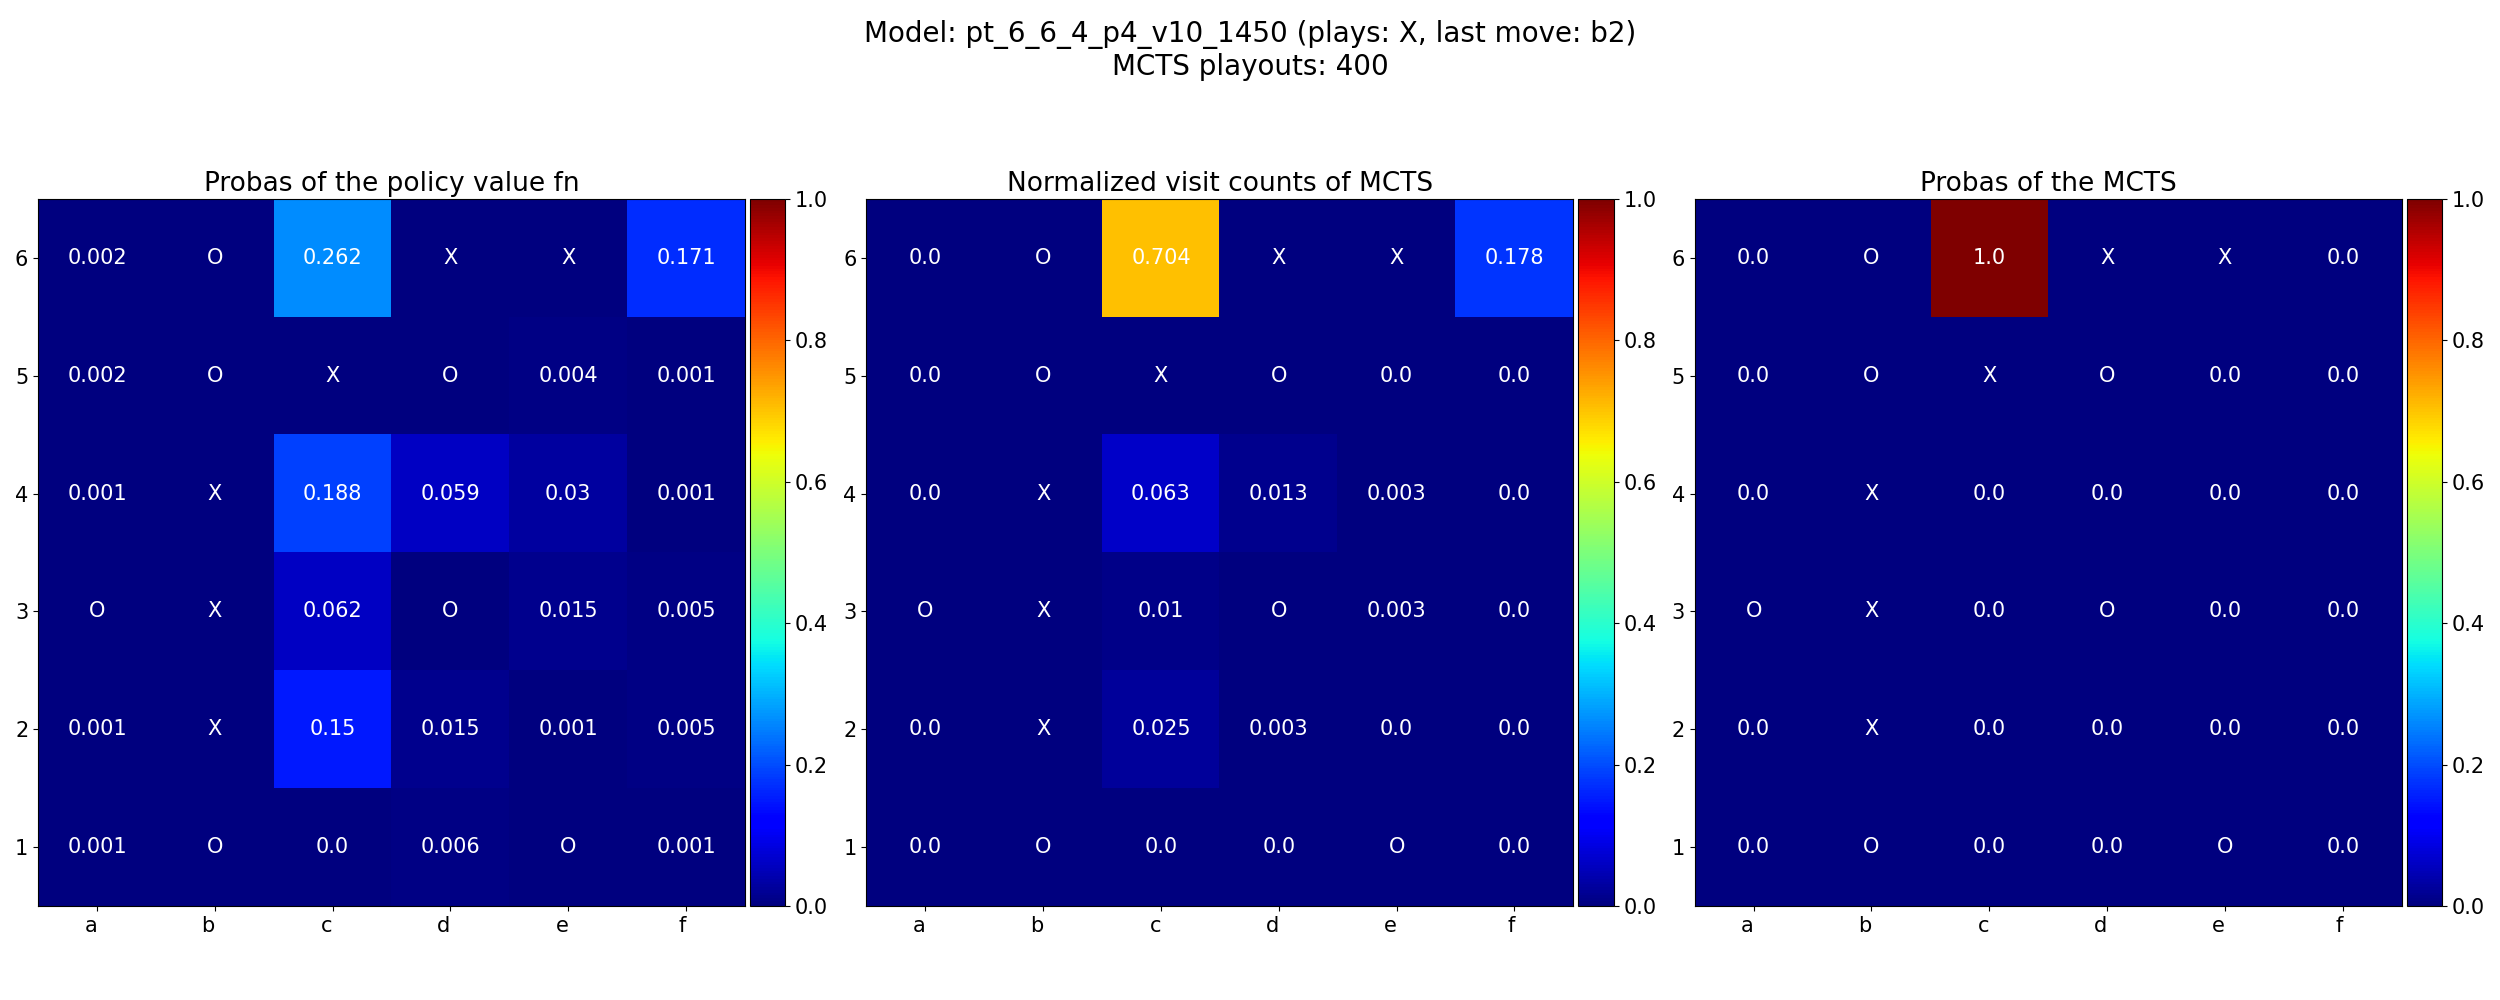 Model: pt_6_6_4_p4_v10_1450 (plays: X, last move: b2)
MCTS playouts: 400
Probas of the policy value fn
6 0.002 O 0.262 X X 0.171
5 0.002 O X O 0.004 0.001
4 0.001 X 0.188 0.059 0.03 0.001
3 O X 0.062 O 0.015 0.005
2 0.001 X 0.15 0.015 0.001 0.005
1 0.001 O 0.0 0.006 O 0.001
a b c d e f
1.0
0.8
0.6
0.4
0.2
0.0
Normalized visit counts of MCTS
6 0.0 O 0.704 X X 0.178
5 0.0 O X O 0.0 0.0
4 0.0 X 0.063 0.013 0.003 0.0
3 O X 0.01 O 0.003 0.0
2 0.0 X 0.025 0.003 0.0 0.0
1 0.0 O 0.0 0.0 O 0.0
a b c d e f
1.0
0.8
0.6
0.4
0.2
0.0
Probas of the MCTS
6 0.0 O 1.0 X X 0.0
5 0.0 O X O 0.0 0.0
4 0.0 X 0.0 0.0 0.0 0.0
3 O X 0.0 O 0.0 0.0
2 0.0 X 0.0 0.0 0.0 0.0
1 0.0 O 0.0 0.0 O 0.0
a b c d e f
1.0
0.8
0.6
0.4
0.2
0.0